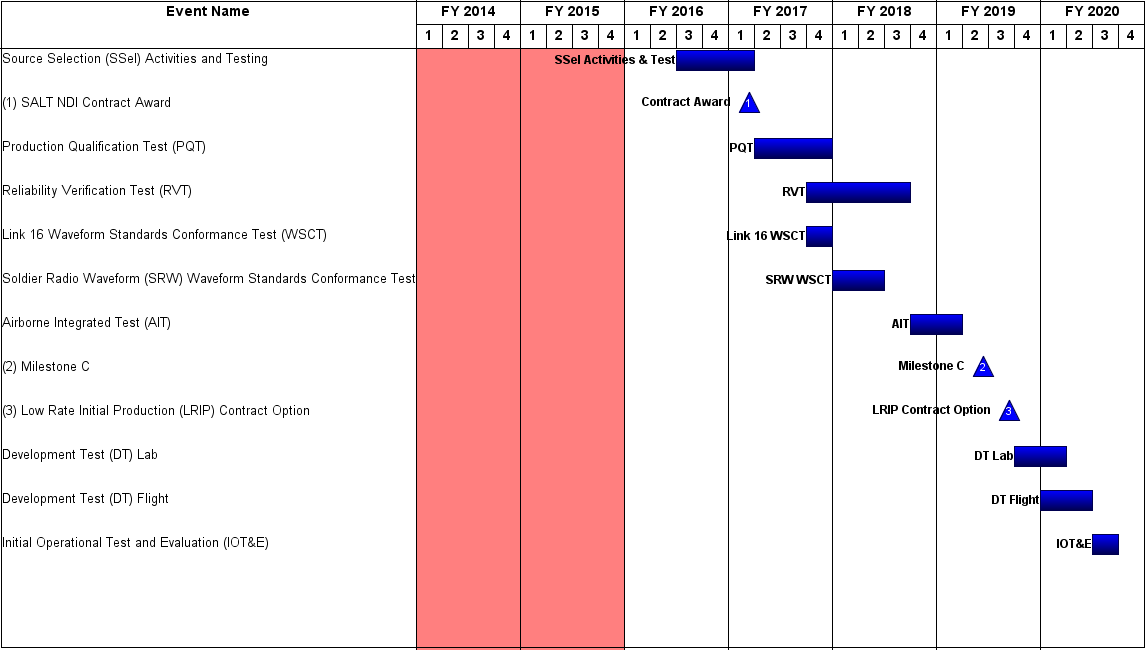 Event Name FY 2014 FY 2015 FY 2016 FY 2017 FY 2018 FY 2019 FY 2020
1 2 3 4 1 2 3 4 1 2 3 4 1 2 3 4 1 2 3 4 1 2 3 4 1 2 3 4
Source Selection (SSel) Activities and Testing SSel Activities & Test
(1) SALT NDI Contract Award Contract Award 1
Production Qualification Test (PQT) PQT
Reliability Verification Test (RVT) RVT
Link 16 Waveform Standards Conformance Test (WSCT) Link 16 WSCT
Soldier Radio Waveform (SRW) Waveform Standards Conformance Test SRW WSCT
Airborne Integrated Test (AIT) AIT
(2) Milestone C Milestone C 2
(3) Low Rate Initial Production (LRIP) Contract Option LRIP Contract Option 3
Development Test (DT) Lab DT Lab
Development Test (DT) Flight DT Flight
Initial Operational Test and Evaluation (IOT&E) IOT&E